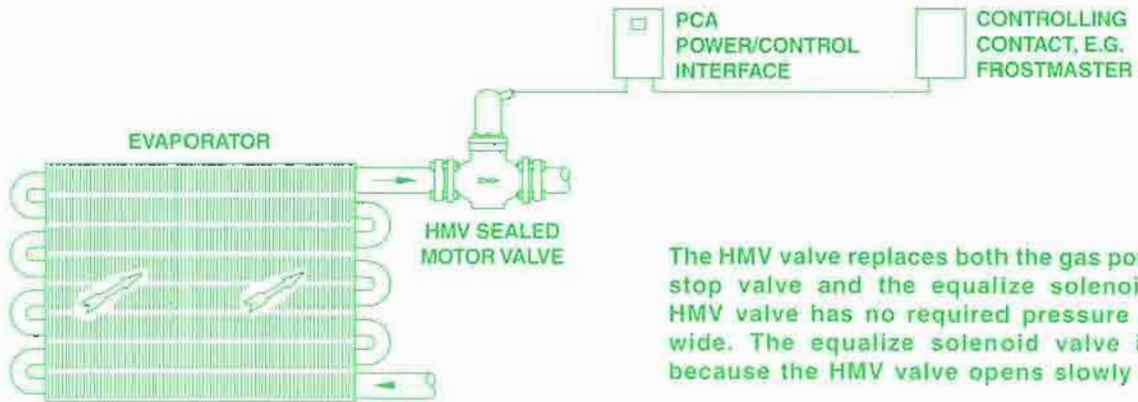 PCA
POWER/CONTROL
INTERFACE
CONTROLLING
CONTACT, E.G.
FROSTMASTER
EVAPORATOR
HMV SEALED
MOTOR VALVE
The HMV valve replaces both the gas
stop valve and the equalize
HMV valve has no required pressure
wide. The equalize solenoid valve
because the HMV valve opens slowly